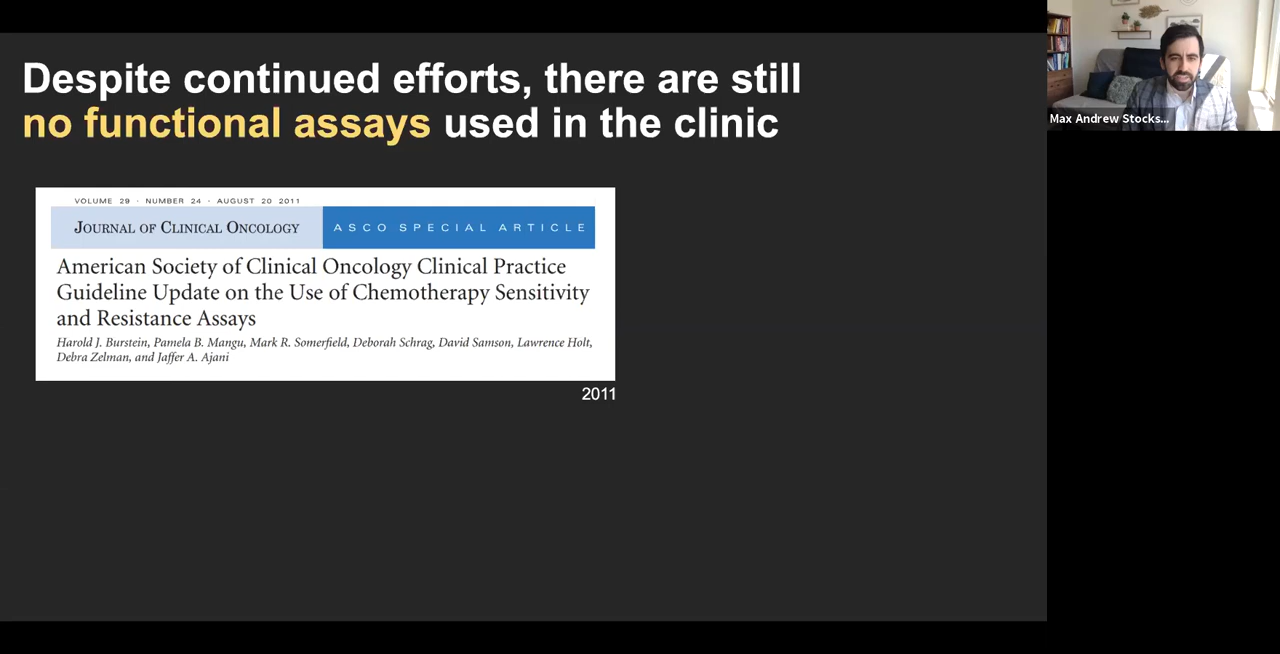 Despite continued efforts, there are still
no functional assays used in the clinic
VOLUME 29 · NUMBER 24 · AUGUST 20 2011
JOURNAL OF CLINICAL ONCOLOGY
ASCO SPECIAL ARTICLE
American Society of Clinical Oncology Clinical Practice
Guideline Update on the Use of Chemotherapy Sensitivity
and Resistance Assays
Harold J. Burstein, Pamela B. Mangu, Mark R. Somerfield, Deborah Schrag, David Samson, Lawrence Holt,
Debra Zelman, and Jaffer A. Ajani
2011
Max Andrew Stocks...